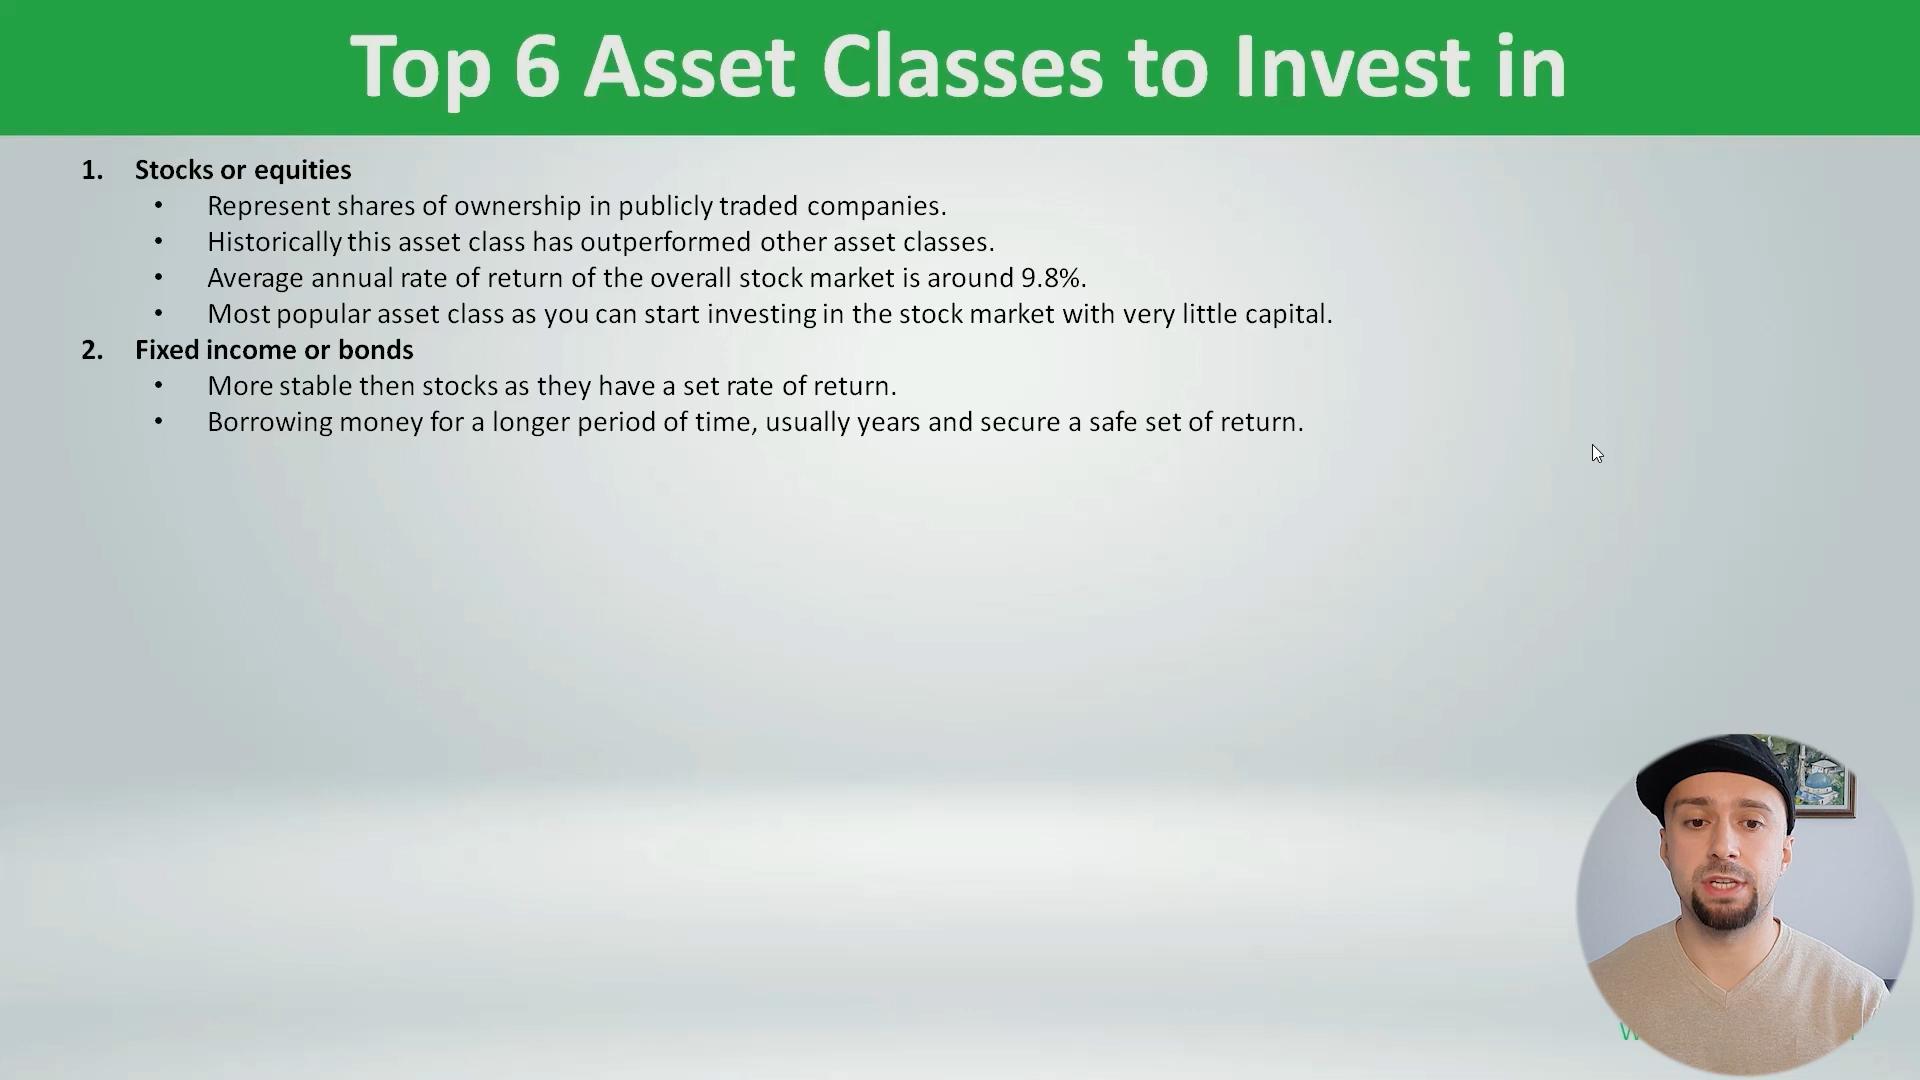 Top 6 Asset Classes to Invest in
1. Stocks or equities
• Represent shares of ownership in publicly traded companies.
• Historically this asset class has outperformed other asset classes.
• Average annual rate of return of the overall stock market is around 9.8%.
• Most popular asset class as you can start investing in the stock market with very little capital.
2. Fixed income or bonds
• More stable then stocks as they have a set rate of return.
• Borrowing money for a longer period of time, usually years and secure a safe set of return.